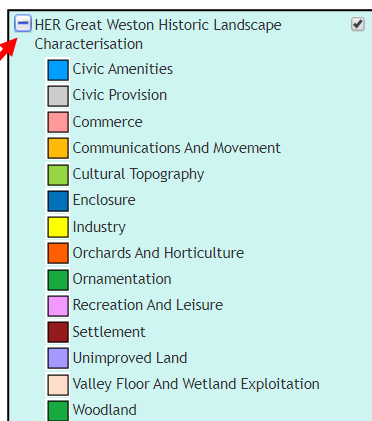 HER Great Weston Historic Landscape
Characterisation
Civic Amenities
Civic Provision
Commerce
Communications And Movement
Cultural Topography
Enclosure
Industry
Orchards And Horticulture
Ornamentation
Recreation And Leisure
Settlement
Unimproved Land
Valley Floor And Wetland Exploitation
Woodland